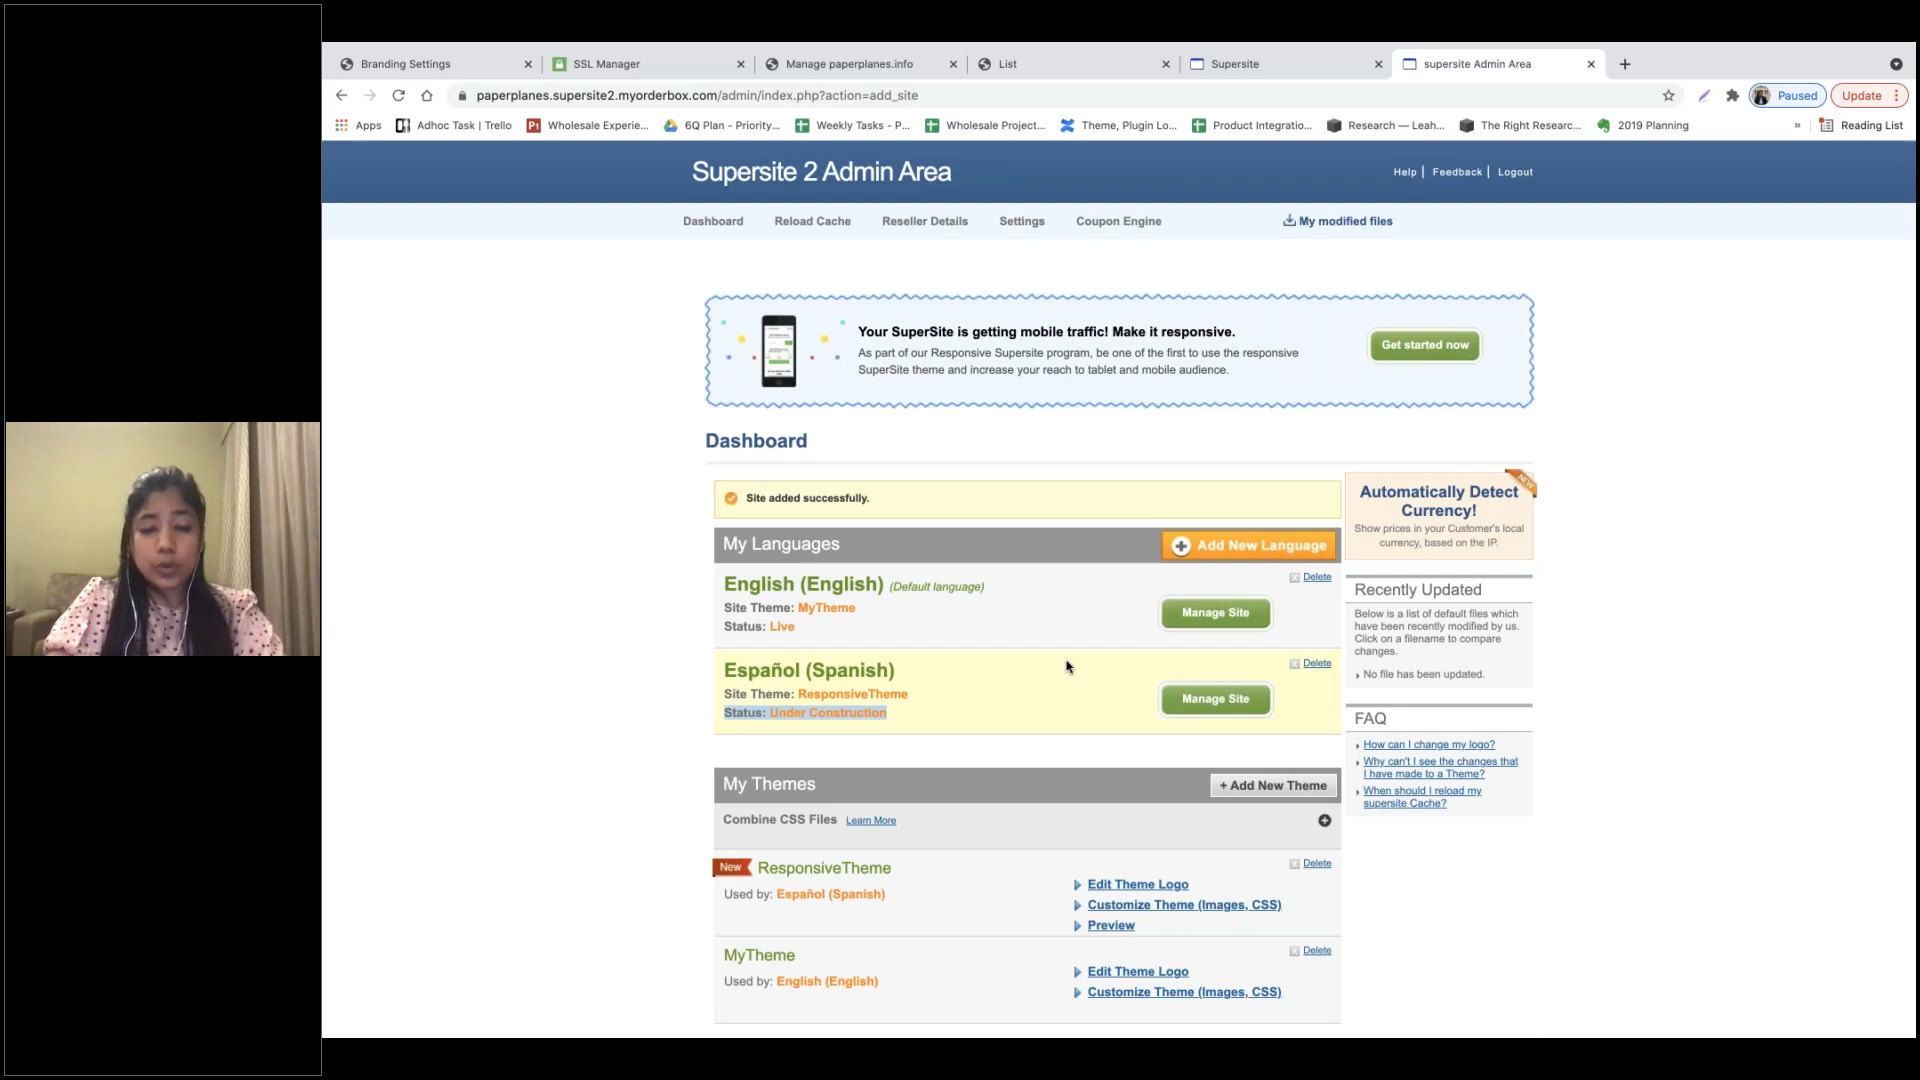 Branding Settings
SSL Manager
Manage paperplanes.info
List
Supersite
supersite Admin Area
paperplanes.supersite2.myorderbox.com/admin/index.php?action=add_site
Paused
Update
Apps
Adhoc Task | Trello
Wholesale Experie...
6Q Plan - Priority...
Weekly Tasks - P...
Wholesale Project...
Theme, Plugin Lo...
Product Integratio...
Research — Leah...
The Right Researc...
2019 Planning
»
Reading List
Supersite 2 Admin Area
Help | Feedback | Logout
Dashboard
Reload Cache
Reseller Details
Settings
Coupon Engine
My modified files
Your SuperSite is getting mobile traffic! Make it responsive.
As part of our Responsive Supersite program, be one of the first to use the responsive
SuperSite theme and increase your reach to tablet and mobile audience.
Get started now
Dashboard
Site added successfully.
My Languages
Add New Language
English (English) (Default language)
Site Theme: MyTheme
Status: Live
Delete
Manage Site
Español (Spanish)
Site Theme: ResponsiveTheme
Status: Under Construction
Delete
Manage Site
My Themes
+ Add New Theme
Combine CSS Files Learn More
New
ResponsiveTheme
Used by: Español (Spanish)
Delete
Edit Theme Logo
Customize Theme (Images, CSS)
Preview
MyTheme
Used by: English (English)
Delete
Edit Theme Logo
Customize Theme (Images, CSS)
NEW
Automatically Detect
Currency!
Show prices in your Customer's local
currency, based on the IP.
Recently Updated
Below is a list of default files which
have been recently modified by us.
Click on a filename to compare
changes.
No file has been updated.
FAQ
How can I change my logo?
Why can't I see the changes that
I have made to a Theme?
When should I reload my
supersite Cache?